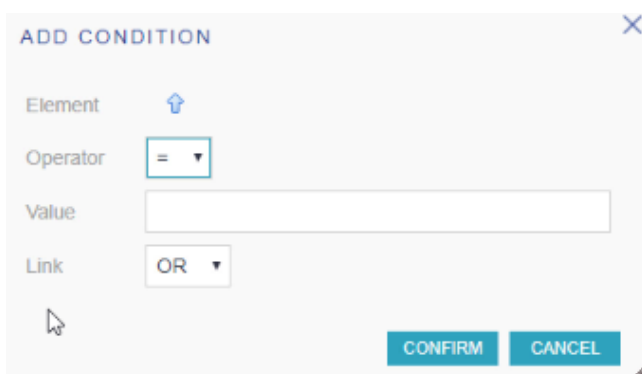 ADD CONDITION
Element
Operator = 
Value
Link OR
CONFIRM CANCEL